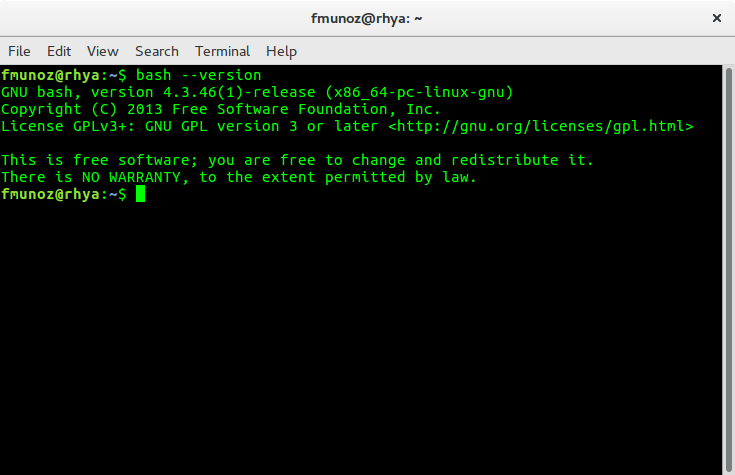 fmunoz@rhya: ~
File Edit View Search Terminal Help
fmunoz@rhya:~$ bash --version
GNU bash, version 4.3.46(1)-release (x86_64-pc-linux-gnu)
Copyright (C) 2013 Free Software Foundation, Inc.
License GPLv3+: GNU GPL version 3 or later <http://gnu.org/licenses/gpl.html>
This is free software; you are free to change and redistribute it.
There is NO WARRANTY, to the extent permitted by law.
fmunoz@rhya:~$